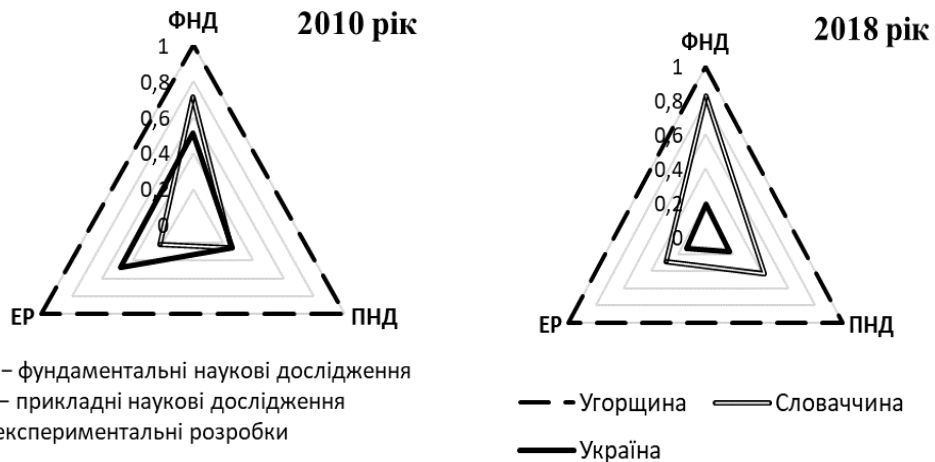 2010 рік
ФНД
1
0,8
0,6
0,4
0,2
0
ЕР
ПНД
2018 рік
ФНД
1
0,8
0,6
0,4
0,2
0
ЕР
ПНД
– фундаментальні наукові дослідження
– прикладні наукові дослідження
експериментальні розробки
Угорщина
Словаччина
Україна